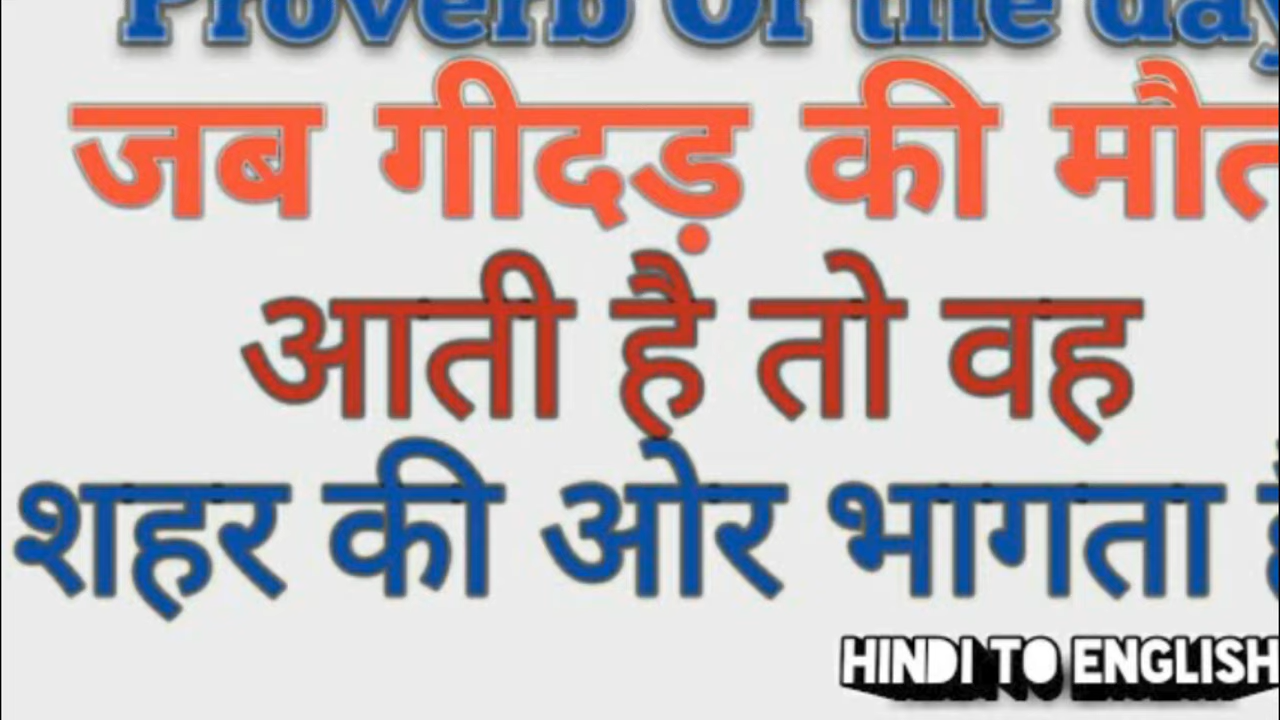 Proverb Of the day
जब गीदड़ की मौत
आती है तो वह
शहर की ओर भागता है
HINDI TO ENGLISH